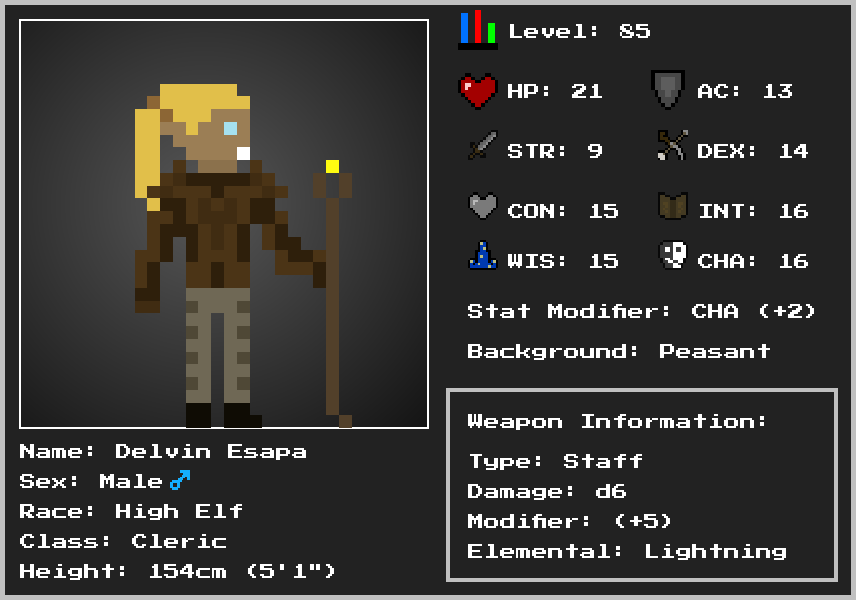 Level: 85
HP: 21 AC: 13
STR: 9 DEX: 14
CON: 15 INT: 16
WIS: 15 CHA: 16
Stat Modifier: CHA (+2)
Background: Peasant
Weapon Information:
Type: Staff
Damage: d6
Modifier: (+5)
Elemental: Lightning
Name: Delvin Esapa
Sex: Male♂
Race: High Elf
Class: Cleric
Height: 154cm (5'1")